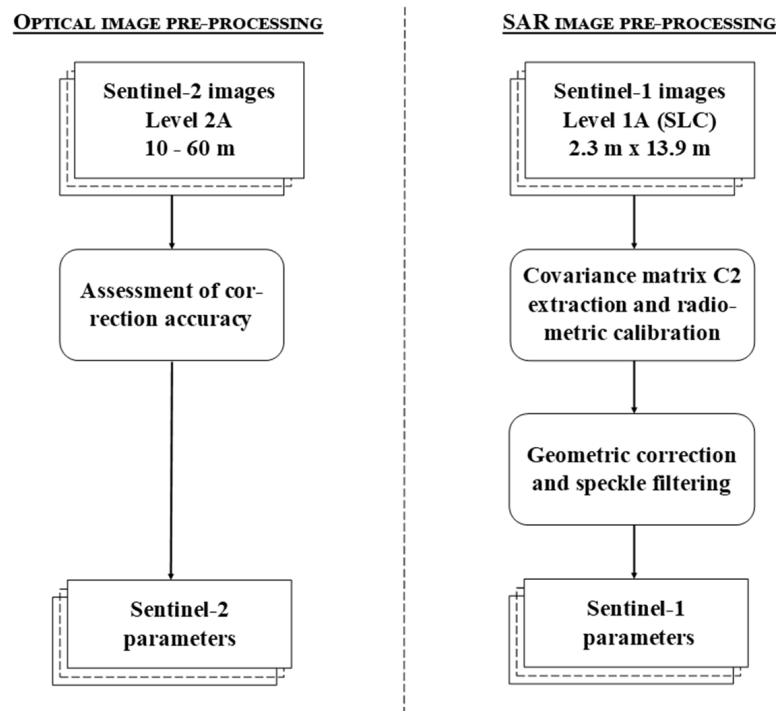 OPTICAL IMAGE PRE-PROCESSING
Sentinel-2 images
Level 2A
10 - 60 m
Assessment of cor-
rection accuracy
Sentinel-2
parameters
SAR IMAGE PRE-PROCESSING
Sentinel-1 images
Level 1A (SLC)
2.3 m x 13.9 m
Covariance matrix C2
extraction and radio-
metric calibration
Geometric correction
and speckle filtering
Sentinel-1
parameters